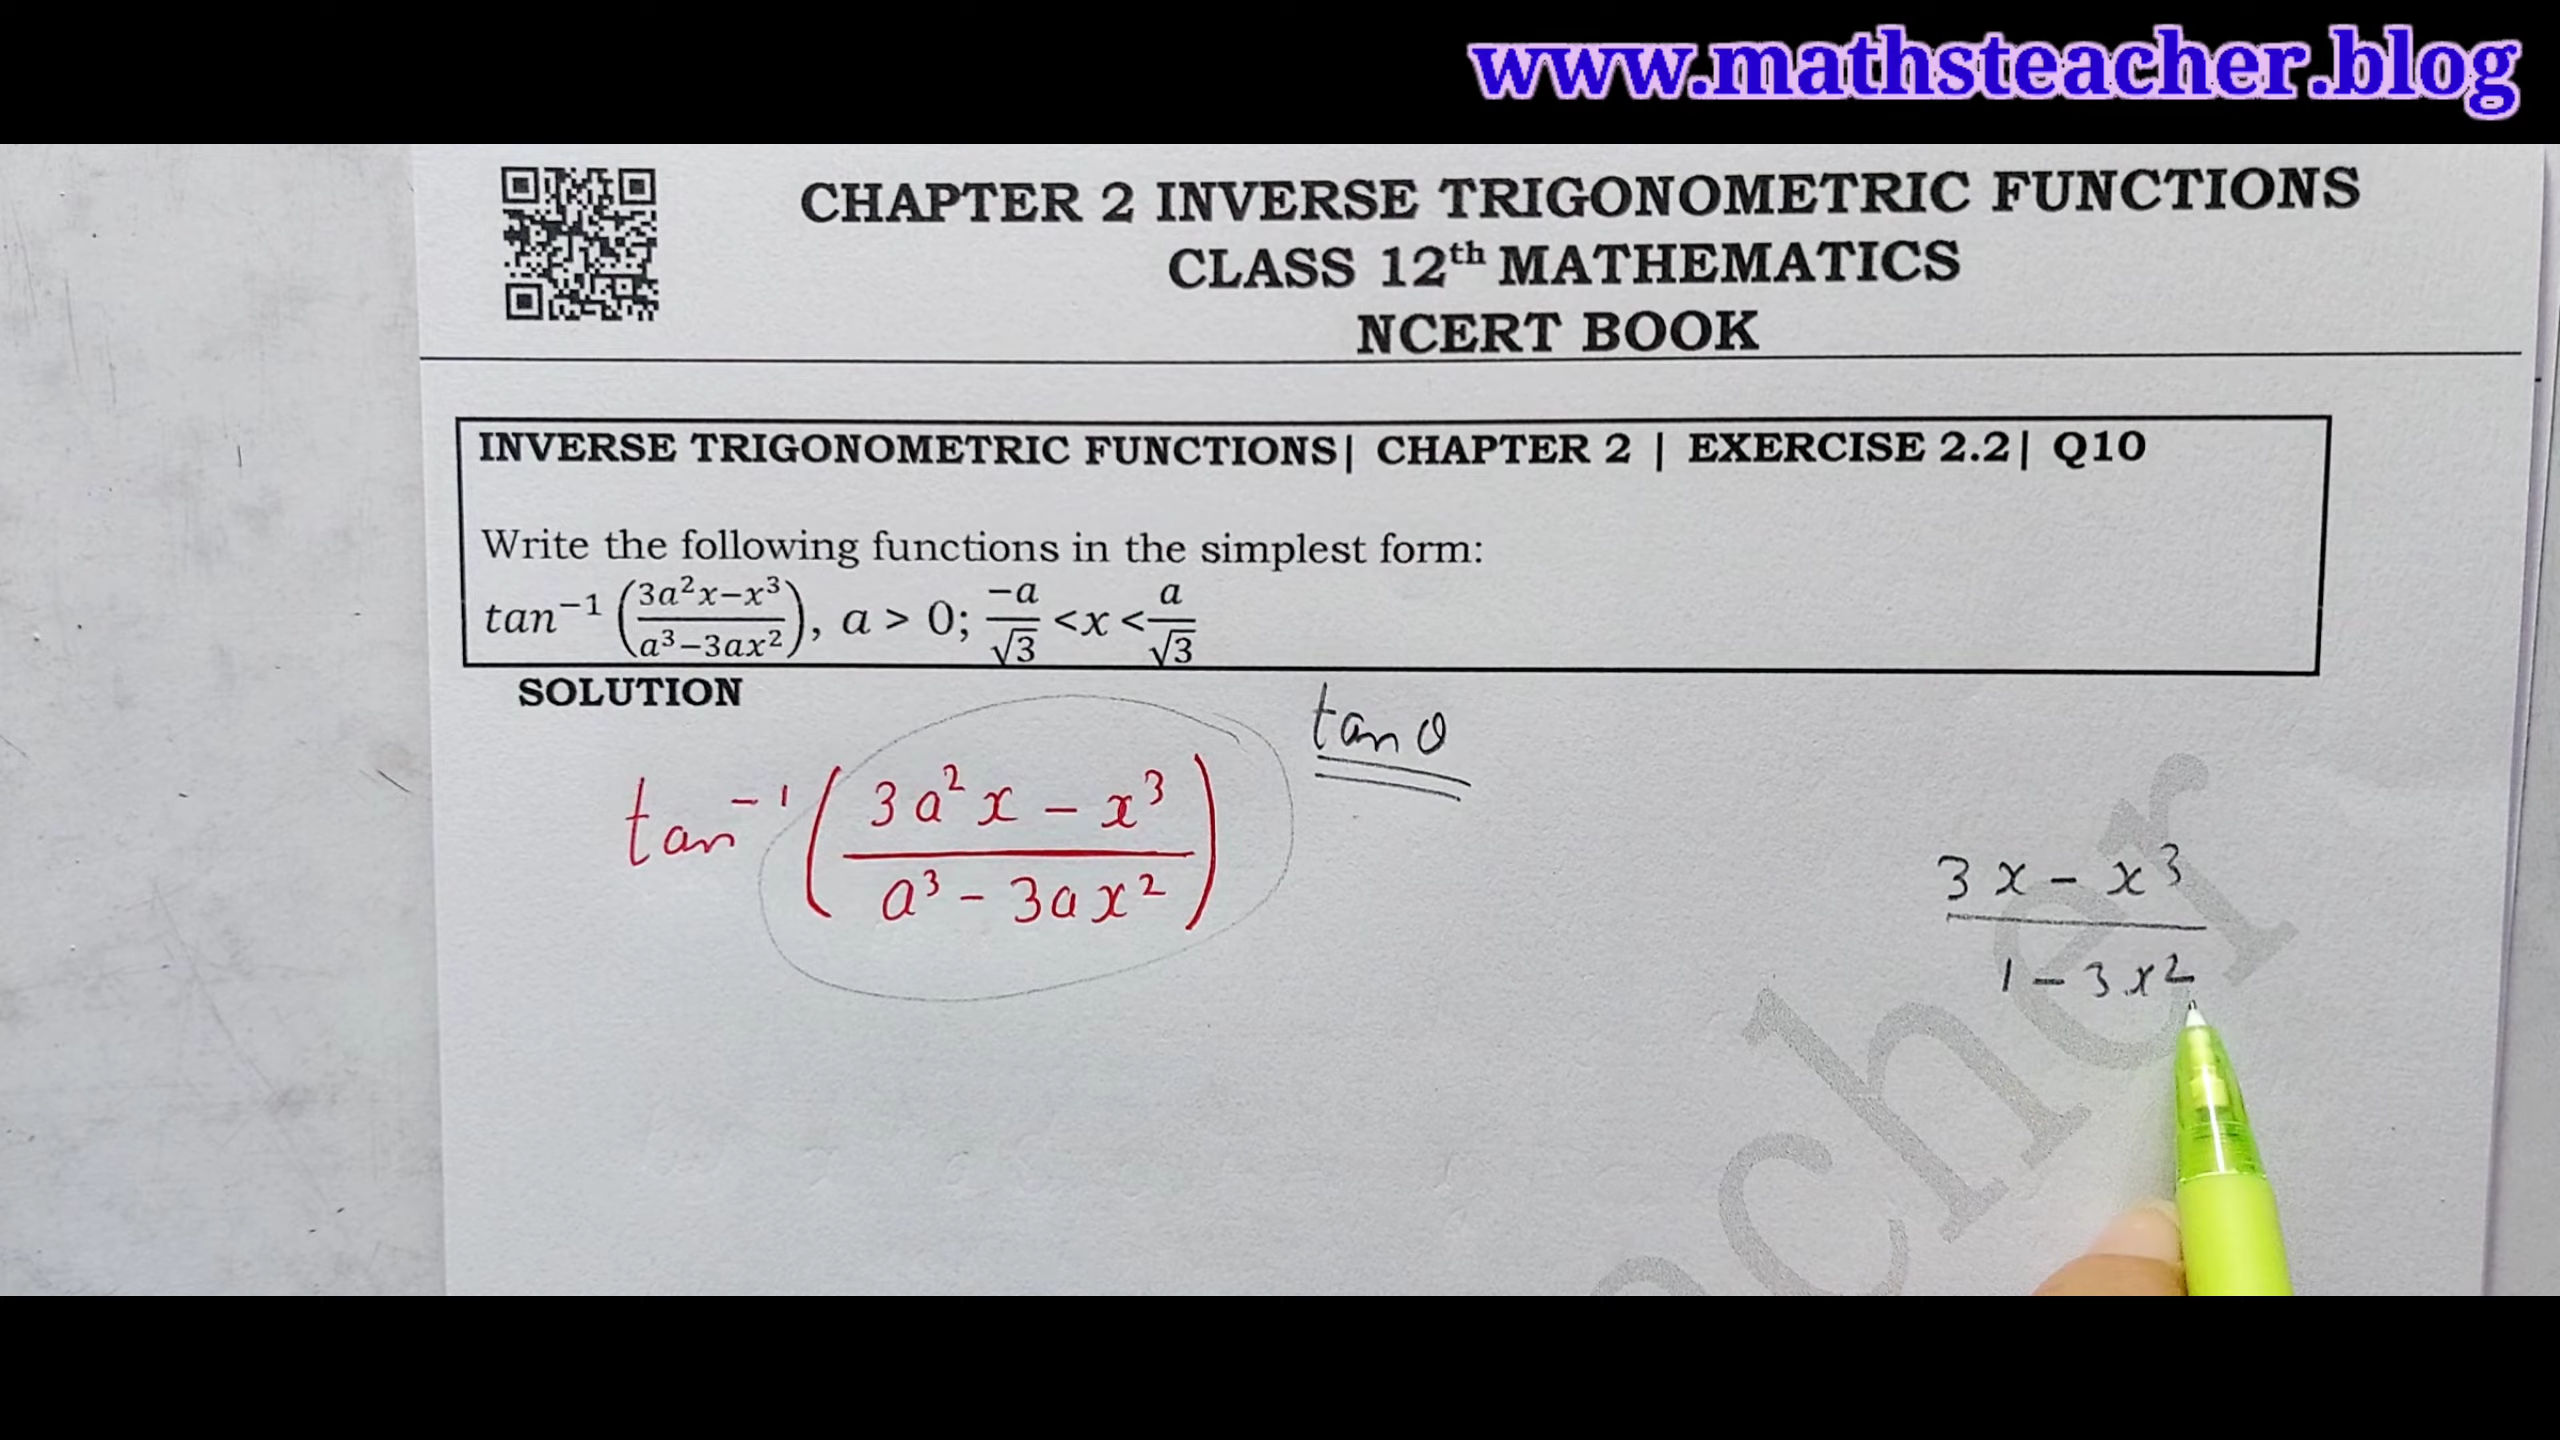 www.mathsteacher.blog
CHAPTER 2 INVERSE TRIGONOMETRIC FUNCTIONS
CLASS 12th MATHEMATICS
NCERT BOOK
INVERSE TRIGONOMETRIC FUNCTIONS| CHAPTER 2 | EXERCISE 2.2| Q10
Write the following functions in the simplest form:
tan⁻¹ ((3a²x−x³)/(a³−3ax²)), a > 0; −a/√3 <x< a/√3
SOLUTION
tan θ
tan⁻¹ ((3a²x − x³)/(a³ − 3ax²))
(3x − x³)/(1 − 3x²)
cher